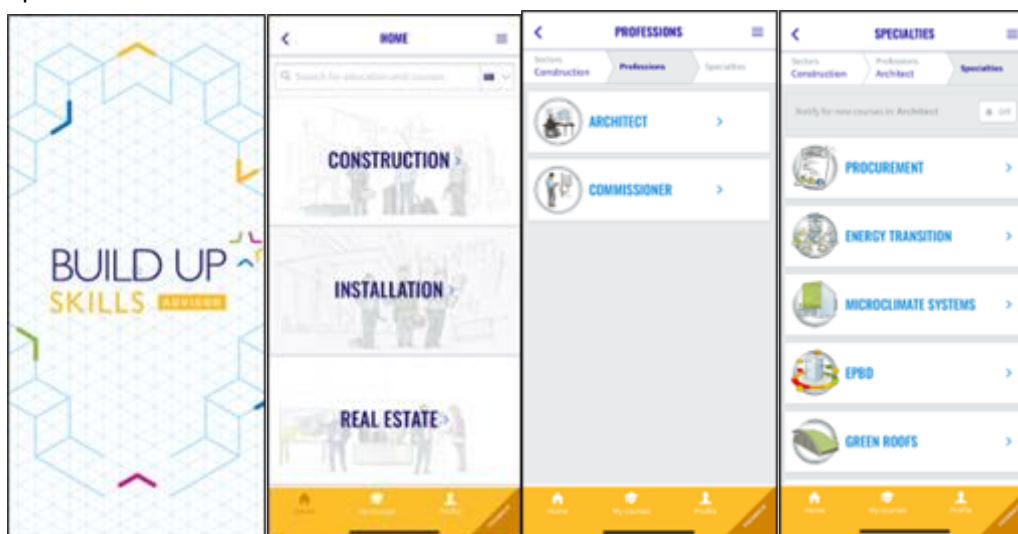 BUILD UP
SKILLS ADVISOR
HOME
Search for education and courses
CONSTRUCTION
INSTALLATION
REAL ESTATE
Home
My courses
Profile
PROFESSIONS
Sectors
Construction
Professions
Specialties
ARCHITECT
COMMISSIONER
Home
My courses
Profile
SPECIALTIES
Sectors
Construction
Professions
Architect
Specialties
Notify for new courses in Architect
Off
PROCUREMENT
ENERGY TRANSITION
MICROCLIMATE SYSTEMS
EPBD
GREEN ROOFS
Home
My courses
Profile